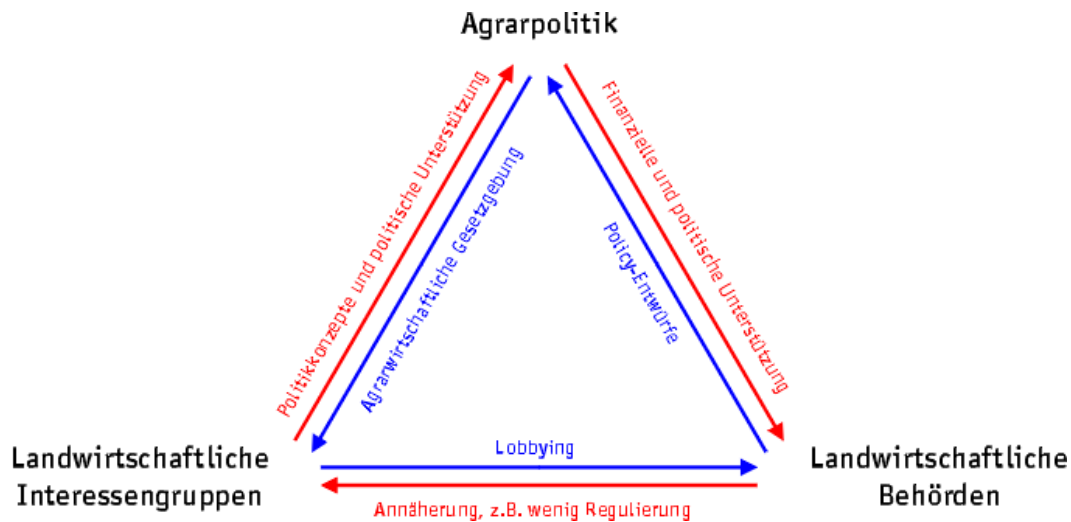 Agrarpolitik
Politikkonzepte und politische Unterstützung
Agrarwirtschaftliche Gesetzgebung
Policy-Entwürfe
Finanzielle und politische Unterstützung
Landwirtschaftliche
Interessengruppen
Lobbying
Annäherung, z.B. wenig Regulierung
Landwirtschaftliche
Behörden